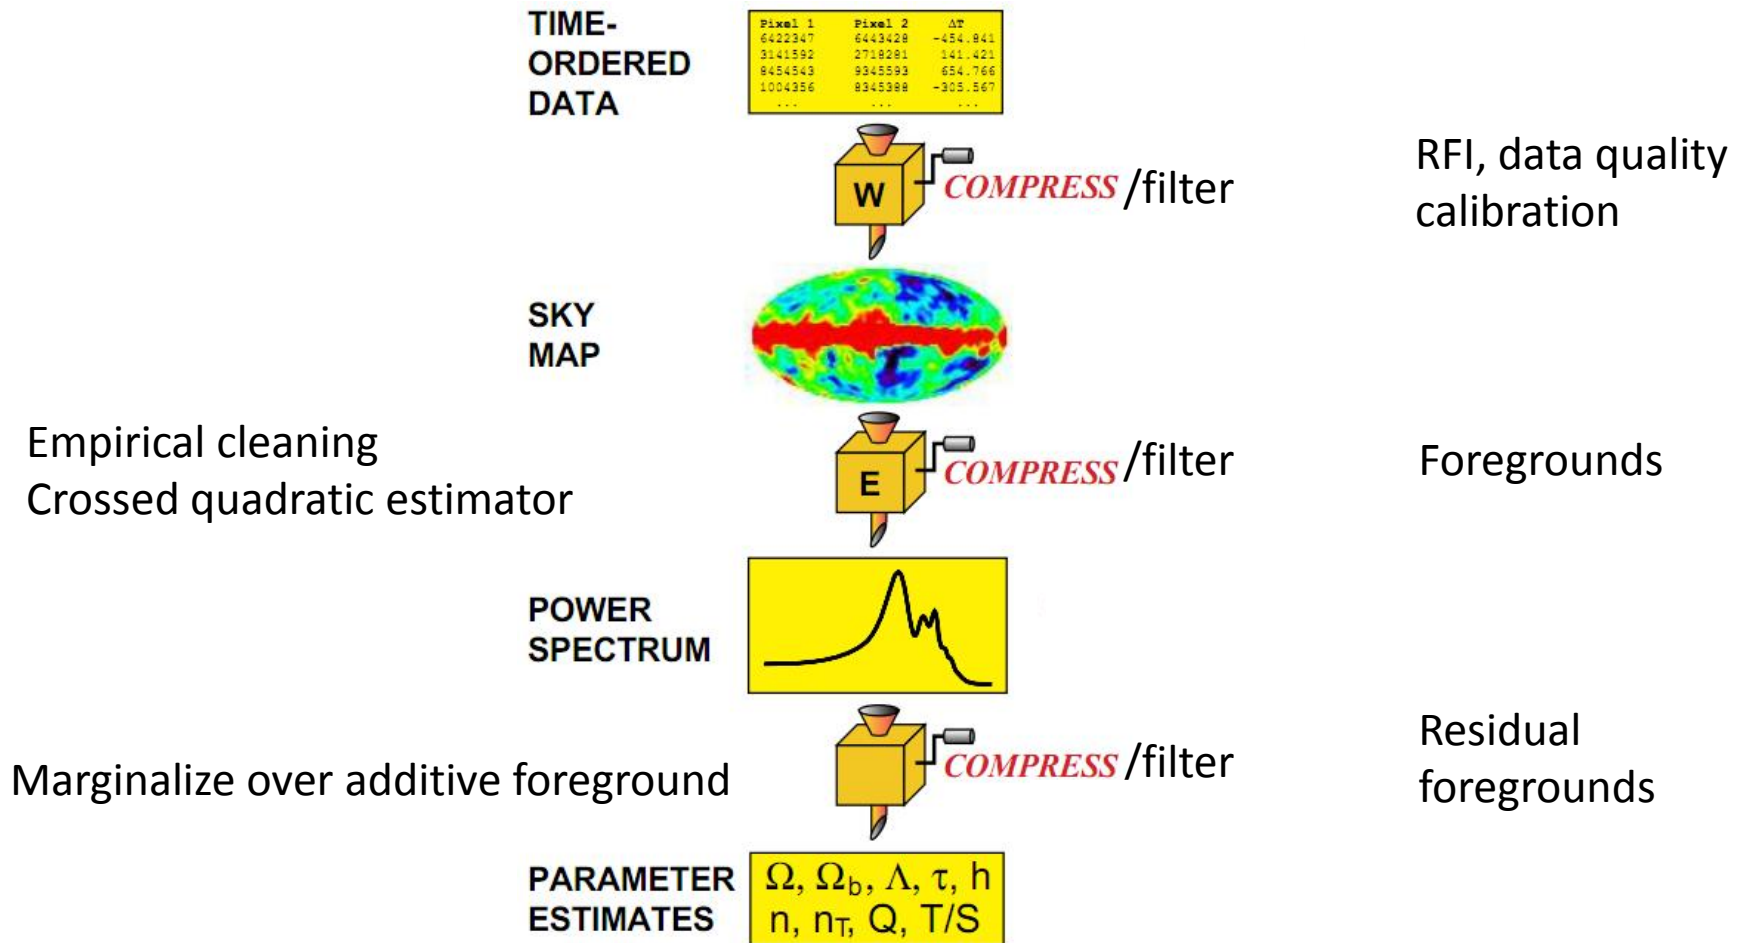 TIME-
ORDERED
DATA
Pixel 1 Pixel 2 ΔT
6422347 6443428 -454.841
3141592 2718281 141.421
8454543 9345593 654.766
1004356 8345388 -305.567
... ... ...
W
COMPRESS /filter
RFI, data quality
calibration
SKY
MAP
Empirical cleaning
Crossed quadratic estimator
E
COMPRESS /filter
Foregrounds
POWER
SPECTRUM
Marginalize over additive foreground
COMPRESS /filter
Residual
foregrounds
PARAMETER
ESTIMATES
Ω, Ωb, Λ, τ, h
n, nT, Q, T/S